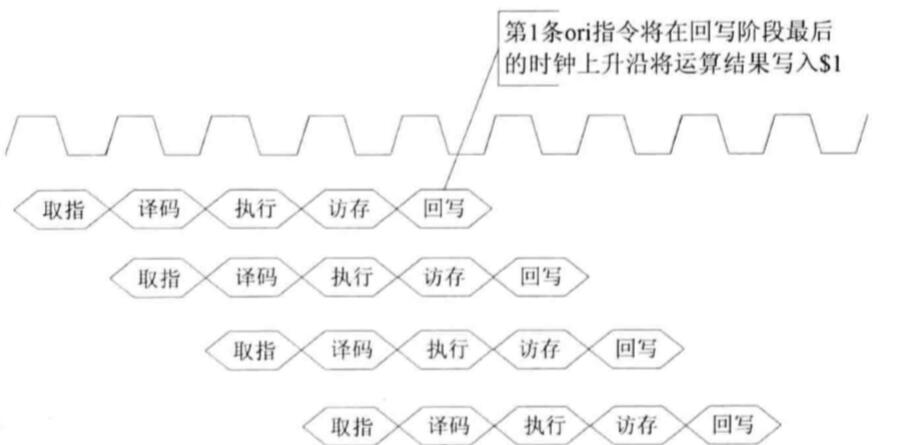 第1条ori指令将在回写阶段最后
的时钟上升沿将运算结果写入$1
取指 译码 执行 访存 回写
取指 译码 执行 访存 回写
取指 译码 执行 访存 回写
取指 译码 执行 访存 回写